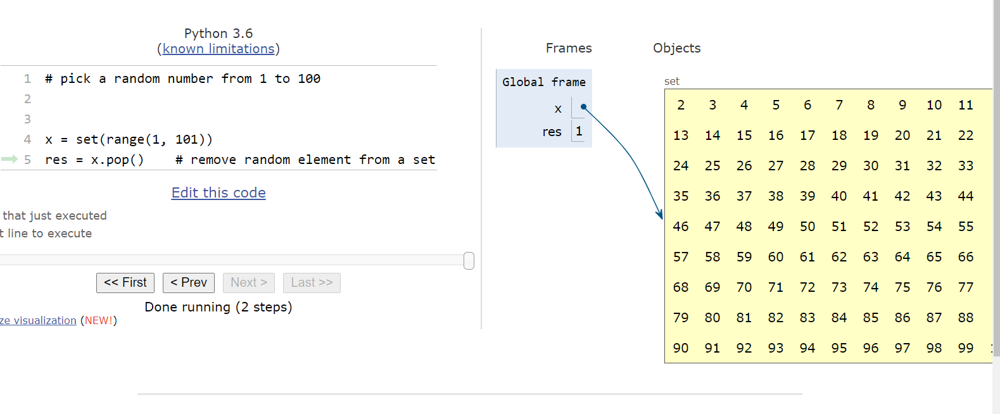 Python 3.6
(known limitations)
1 # pick a random number from 1 to 100
2
3
4 x = set(range(1, 101))
5 res = x.pop()    # remove random element from a set
Edit this code
that just executed
line to execute
<< First < Prev Next > Last >>
Done running (2 steps)
visualization (NEW!)
Frames Objects
Global frame
x
res 1
set
2 3 4 5 6 7 8 9 10 11
13 14 15 16 17 18 19 20 21 22
24 25 26 27 28 29 30 31 32 33
35 36 37 38 39 40 41 42 43 44
46 47 48 49 50 51 52 53 54 55
57 58 59 60 61 62 63 64 65 66
68 69 70 71 72 73 74 75 76 77
79 80 81 82 83 84 85 86 87 88
90 91 92 93 94 95 96 97 98 99